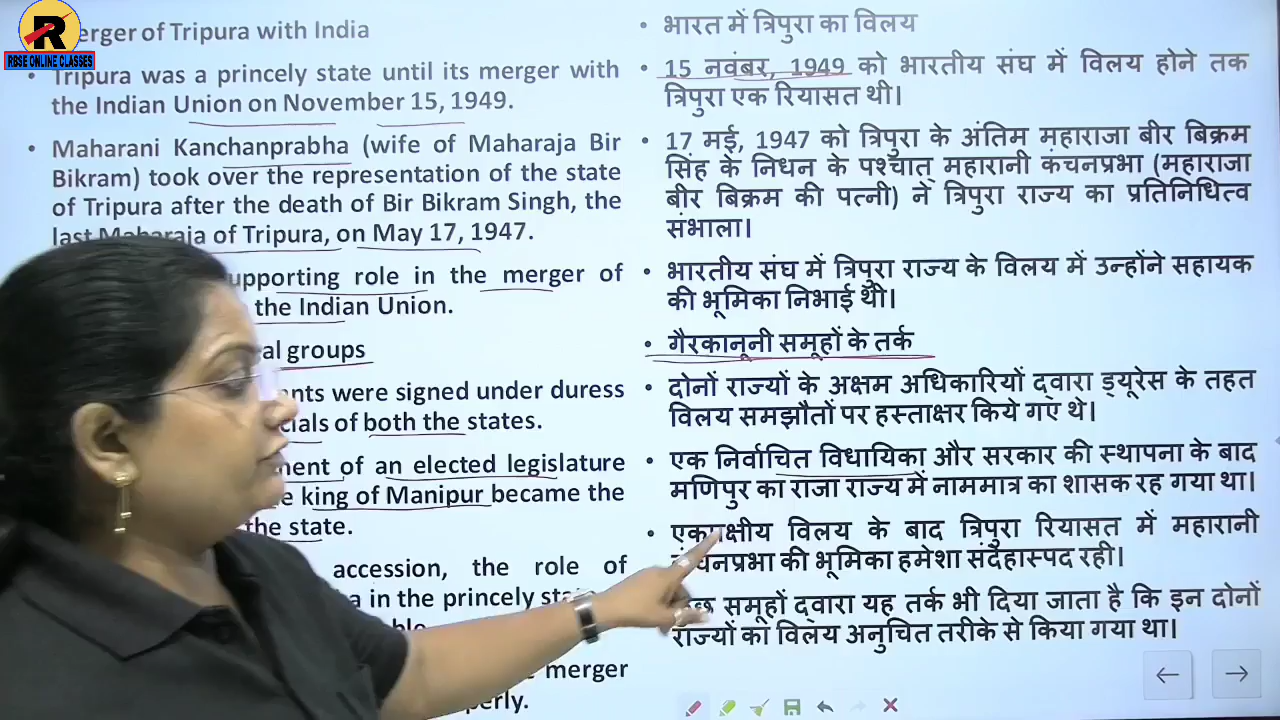 R
RBSE ONLINE CLASSES
erger of Tripura with India
• Tripura was a princely state until its merger with
the Indian Union on November 15, 1949.
• Maharani Kanchanprabha (wife of Maharaja Bir
Bikram) took over the representation of the state
of Tripura after the death of Bir Bikram Singh, the
last Maharaja of Tripura, on May 17, 1947.
upporting role in the merger of
the Indian Union.
al groups
nts were signed under duress
cials of both the states.
ment of an elected legislature
e king of Manipur became the
the state.
accession, the role of
a in the princely state
merger
perly.
• भारत में त्रिपुरा का विलय
• 15 नवंबर, 1949 को भारतीय संघ में विलय होने तक
त्रिपुरा एक रियासत थी।
• 17 मई, 1947 को त्रिपुरा के अंतिम महाराजा बीर बिक्रम
सिंह के निधन के पश्चात् महारानी कंचनप्रभा (महाराजा
बीर बिक्रम की पत्नी) ने त्रिपुरा राज्य का प्रतिनिधित्व
संभाला।
• भारतीय संघ में त्रिपुरा राज्य के विलय में उन्होंने सहायक
की भूमिका निभाई थी।
• गैरकानूनी समूहों के तर्क
• दोनों राज्यों के अक्षम अधिकारियों द्वारा ड्यूरेस के तहत
विलय समझौतों पर हस्ताक्षर किये गए थे।
• एक निर्वाचित विधायिका और सरकार की स्थापना के बाद
मणिपुर का राजा राज्य में नाममात्र का शासक रह गया था।
• एकपक्षीय विलय के बाद त्रिपुरा रियासत में महारानी
कंचनप्रभा की भूमिका हमेशा संदेहास्पद रही।
कुछ समूहों द्वारा यह तर्क भी दिया जाता है कि इन दोनों
राज्यों का विलय अनुचित तरीके से किया गया था।